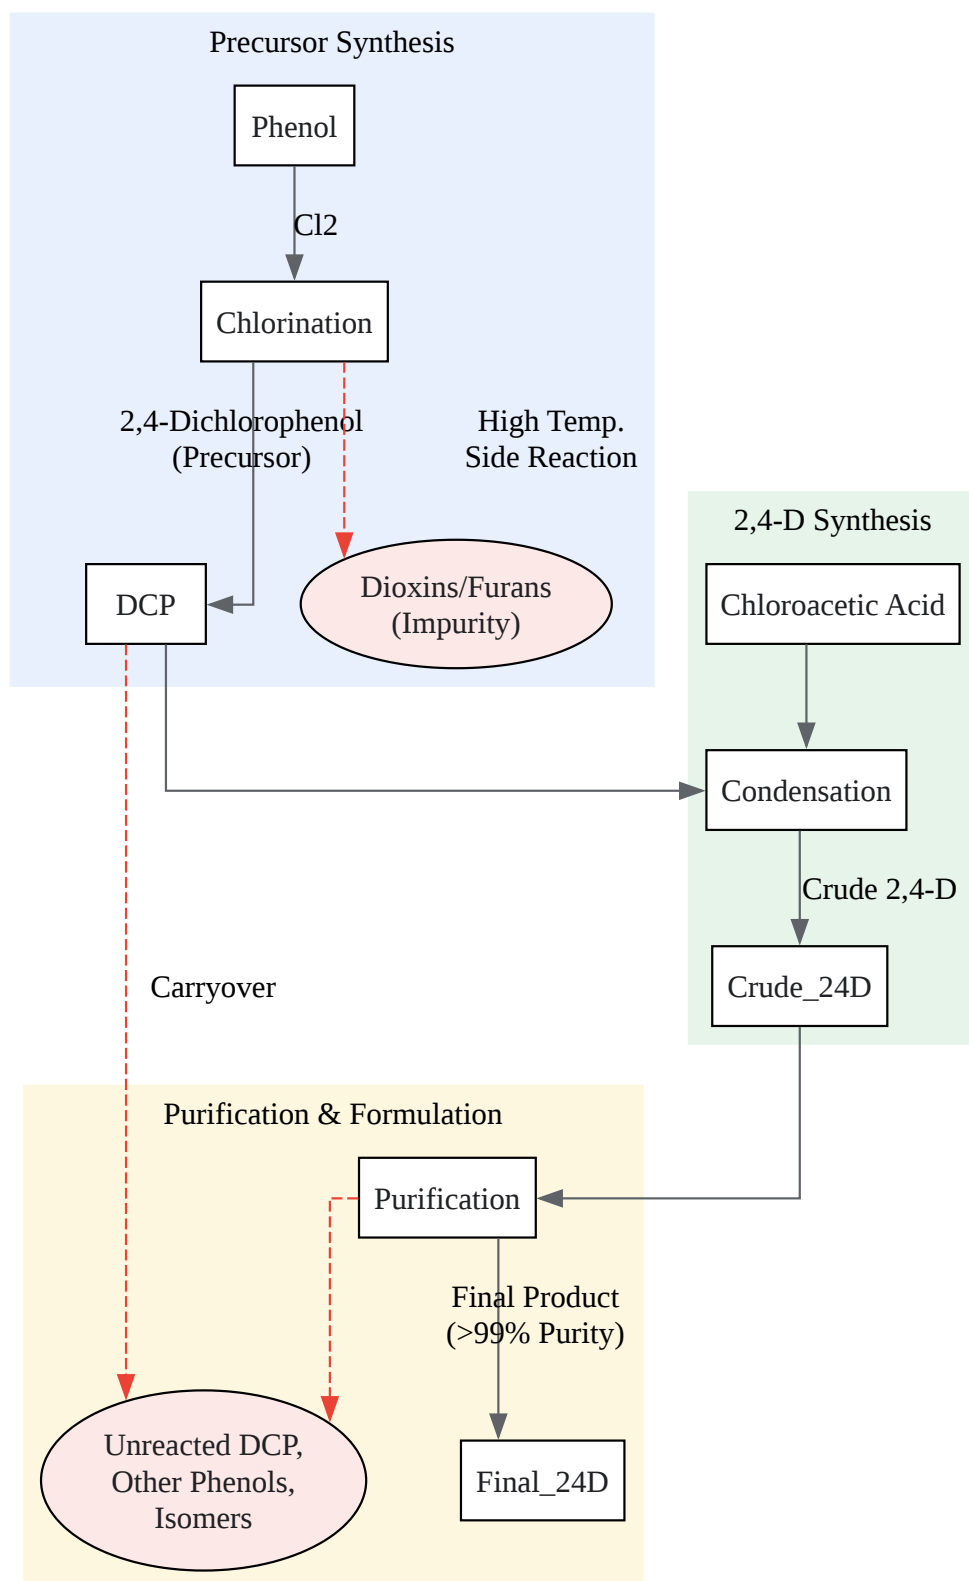 Precursor Synthesis
Phenol
Cl2
Chlorination
2,4-Dichlorophenol
(Precursor)
High Temp.
Side Reaction
DCP
Dioxins/Furans
(Impurity)
2,4-D Synthesis
Chloroacetic Acid
Condensation
Crude 2,4-D
Crude_24D
Carryover
Purification & Formulation
Purification
Final Product
(>99% Purity)
Unreacted DCP,
Other Phenols,
Isomers
Final_24D